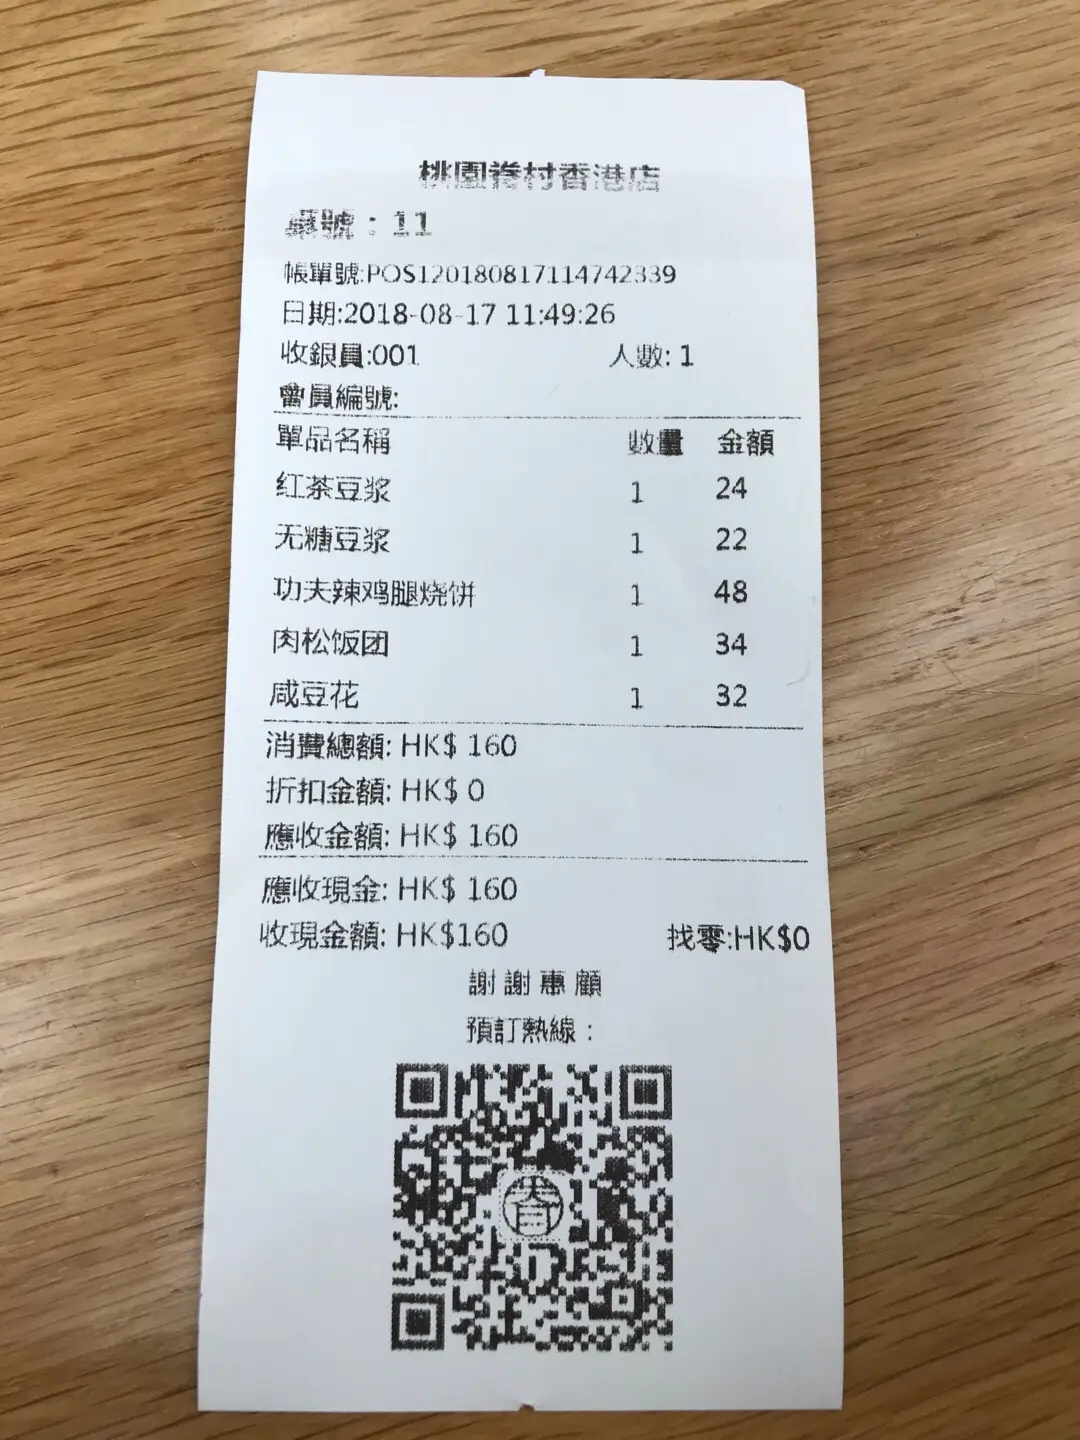 桃園眷村香港店
桌號：11
帳單號:POS120180817114742339
日期:2018-08-17 11:49:26
收銀員:001 人數: 1
會員編號:
單品名稱 數量 金額
红茶豆浆 1 24
无糖豆浆 1 22
功夫辣鸡腿烧饼 1 48
肉松饭团 1 34
咸豆花 1 32
消費總額: HK$ 160
折扣金額: HK$ 0
應收金額: HK$ 160
應收現金: HK$ 160
收現金額: HK$160 找零:HK$0
謝謝惠顧
預訂熱線：
眷